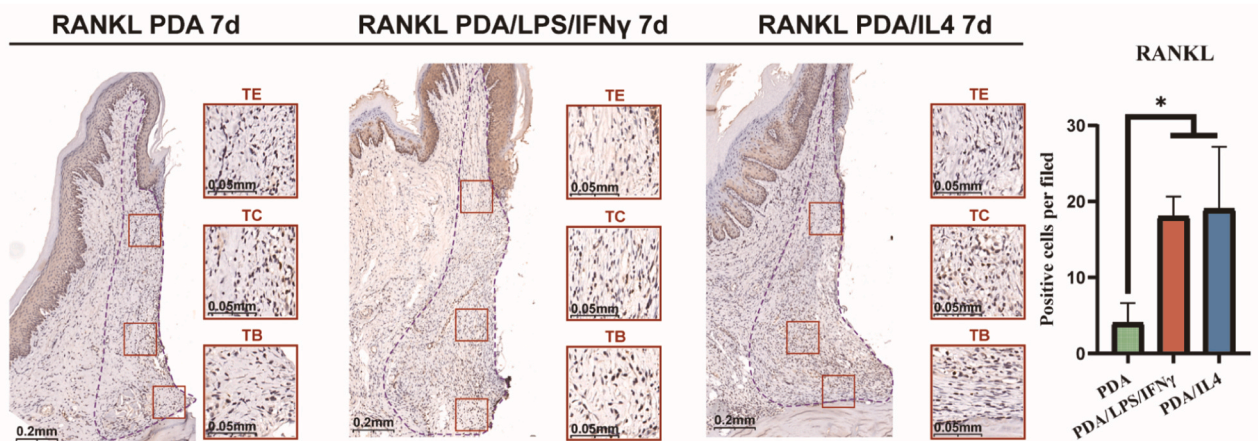 RANKL PDA 7d
TE
0.05mm
TC
0.05mm
TB
0.05mm
0.2mm
RANKL PDA/LPS/IFNγ 7d
TE
0.05mm
TC
0.05mm
TB
0.05mm
0.2mm
RANKL PDA/IL4 7d
TE
0.05mm
TC
0.05mm
TB
0.05mm
0.2mm
RANKL
*
Positive cells per filed
30
20
10
0
PDA
PDA/LPS/IFNγ
PDA/IL4